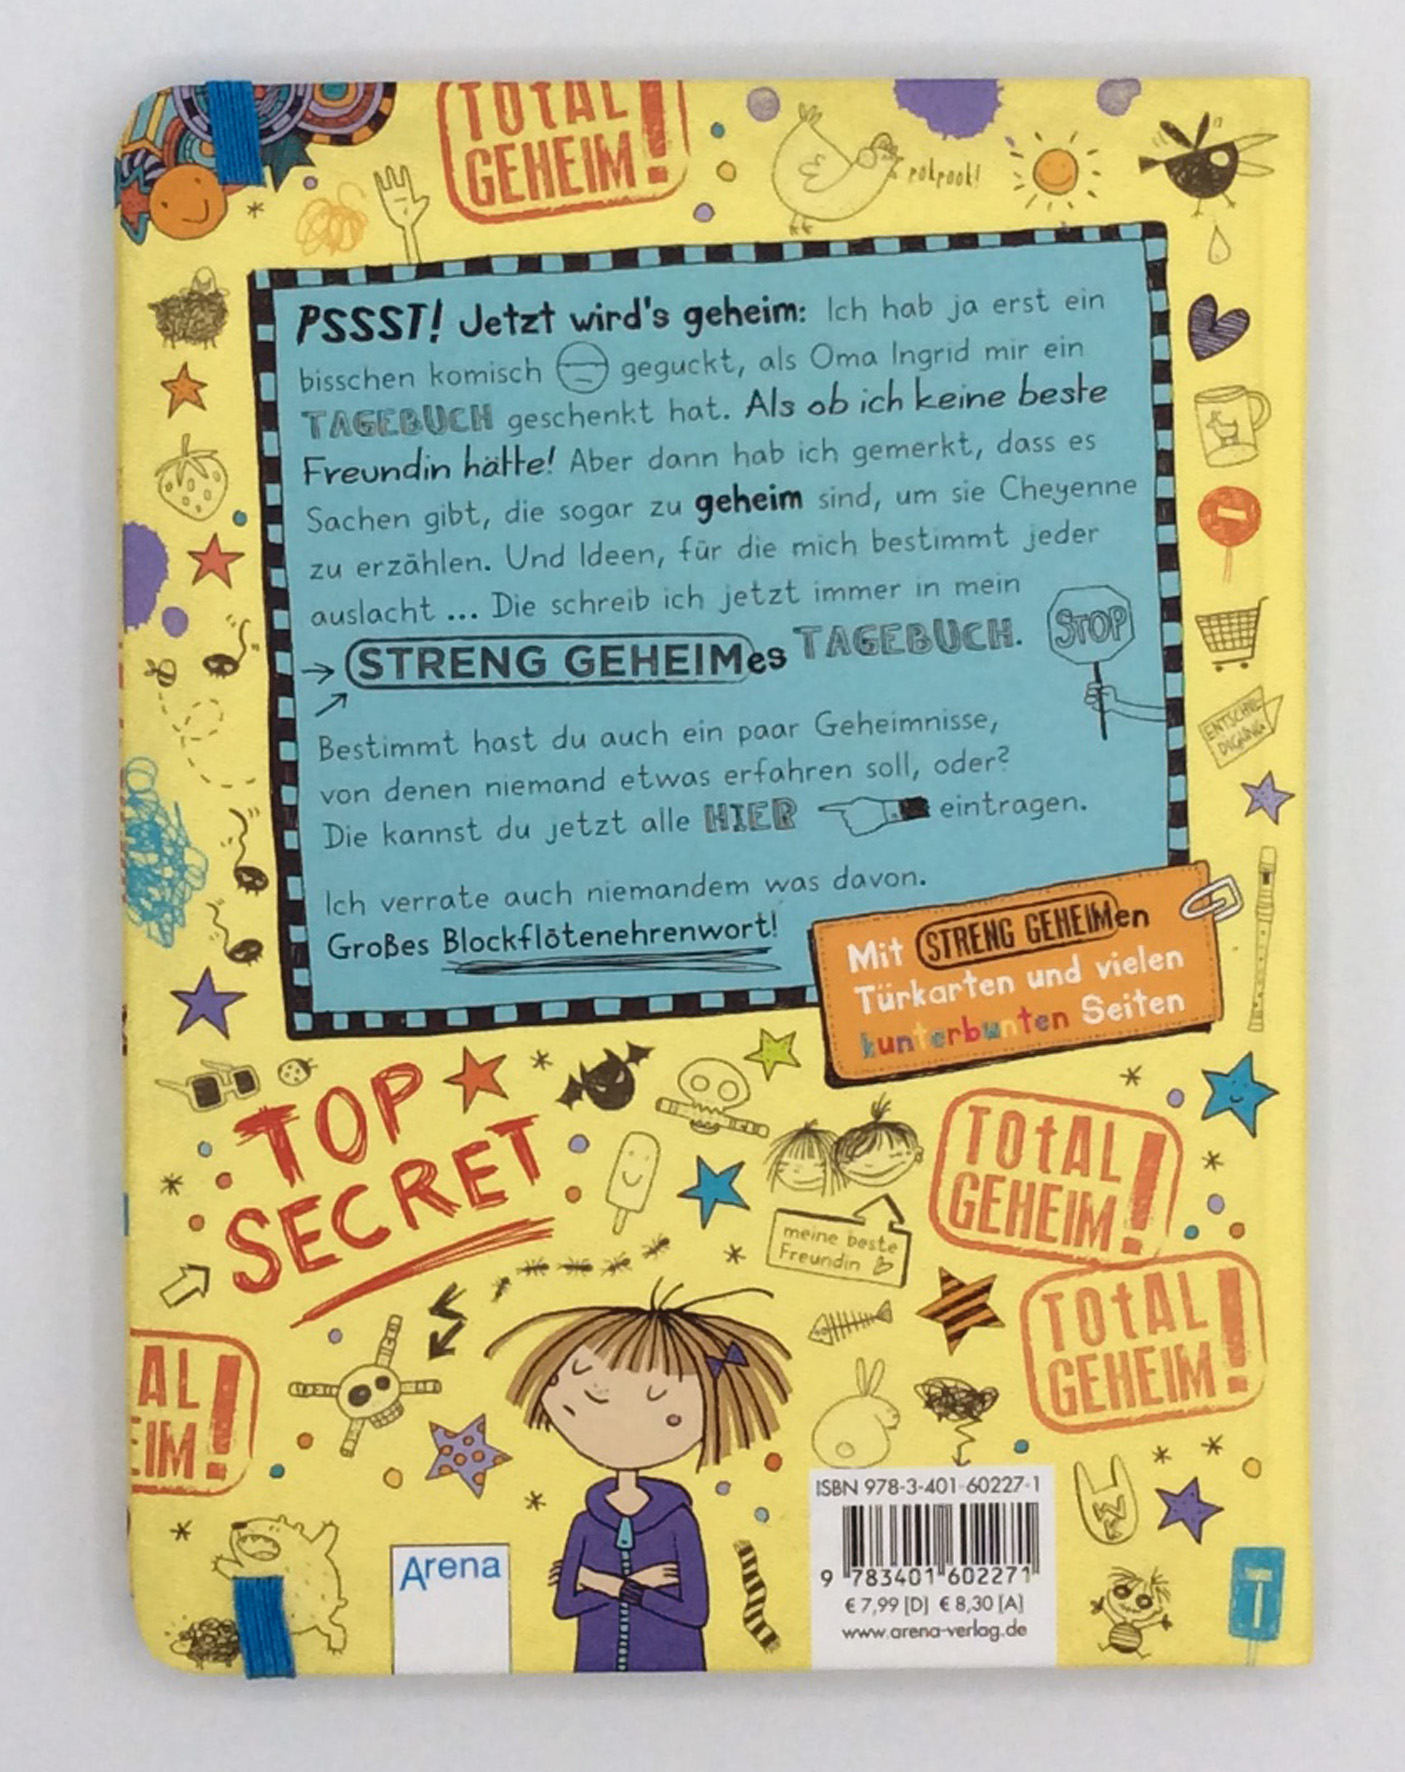 TOtAL
GEHEIM!
pokpook!
PSSST! Jetzt wird's geheim: Ich hab ja erst ein
bisschen komisch geguckt, als Oma Ingrid mir ein
TAGEBUCH geschenkt hat. Als ob ich keine beste
Freundin hätte! Aber dann hab ich gemerkt, dass es
Sachen gibt, die sogar zu geheim sind, um sie Cheyenne
zu erzählen. Und Ideen, für die mich bestimmt jeder
auslacht ... Die schreib ich jetzt immer in mein
STRENG GEHEIMes TAGEBUCH.
STOP
Bestimmt hast du auch ein paar Geheimnisse,
von denen niemand etwas erfahren soll, oder?
Die kannst du jetzt alle HIER eintragen.
Ich verrate auch niemandem was davon.
Großes Blockflötenehrenwort!
ENTSCHUL-
DIGUNG
Mit STRENG GEHEIMen
Türkarten und vielen
kunterbunten Seiten
TOP
SECRET
TOtAL
GEHEIM!
meine beste
Freundin
TOtAL
GEHEIM!
AL
EIM!
Arena
ISBN 978-3-401-60227-1
9 783401 602271
€ 7,99 [D] € 8,30 [A]
www.arena-verlag.de
T